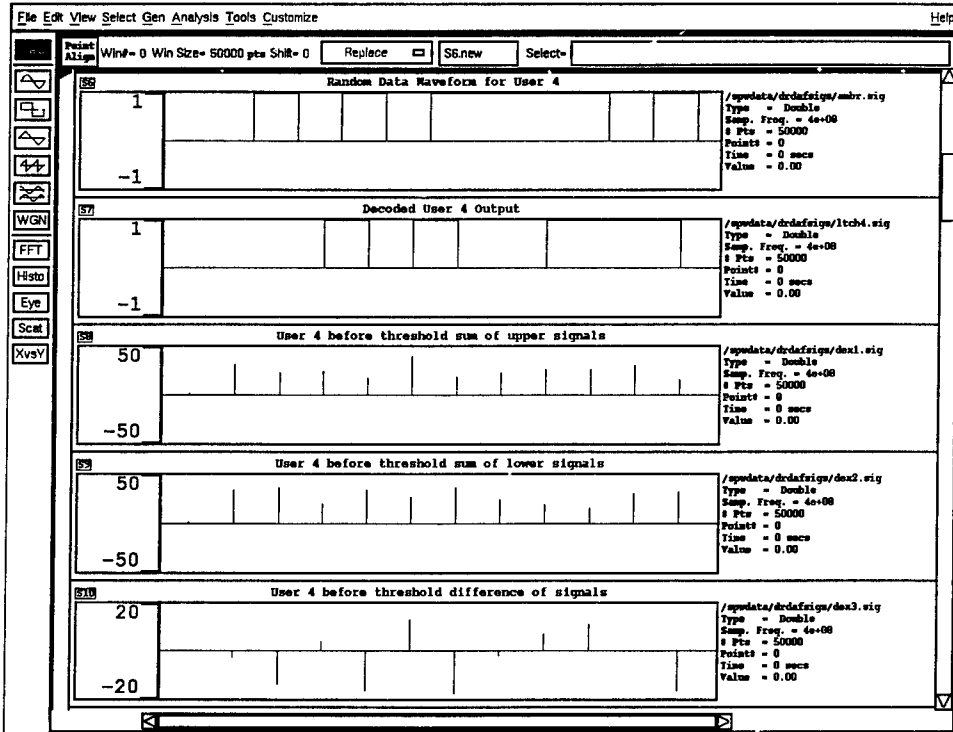 File Edit View Select Gen Analysis Tools Customize Help
Point Align Win#= 0 Win Size= 50000 pts Shift= 0 Replace S6.new Select=
S6 Random Data Waveform for User 4
1
-1
/spwdata/drdafsigs/ambr.sig
Type = Double
Samp. Freq. = 4e+08
# Pts = 50000
Point# = 0
Time = 0 secs
Value = 0.00
S7 Decoded User 4 Output
1
-1
/spwdata/drdafsigs/ltch4.sig
Type = Double
Samp. Freq. = 4e+08
# Pts = 50000
Point# = 0
Time = 0 secs
Value = 0.00
S8 User 4 before threshold sum of upper signals
50
-50
/spwdata/drdafsigs/dex1.sig
Type = Double
Samp. Freq. = 4e+08
# Pts = 50000
Point# = 0
Time = 0 secs
Value = 0.00
S9 User 4 before threshold sum of lower signals
50
-50
/spwdata/drdafsigs/dex2.sig
Type = Double
Samp. Freq. = 4e+08
# Pts = 50000
Point# = 0
Time = 0 secs
Value = 0.00
S10 User 4 before threshold difference of signals
20
-20
/spwdata/drdafsigs/dex3.sig
Type = Double
Samp. Freq. = 4e+08
# Pts = 50000
Point# = 0
Time = 0 secs
Value = 0.00
WGN
FFT
Histo
Eye
Scat
XvsY